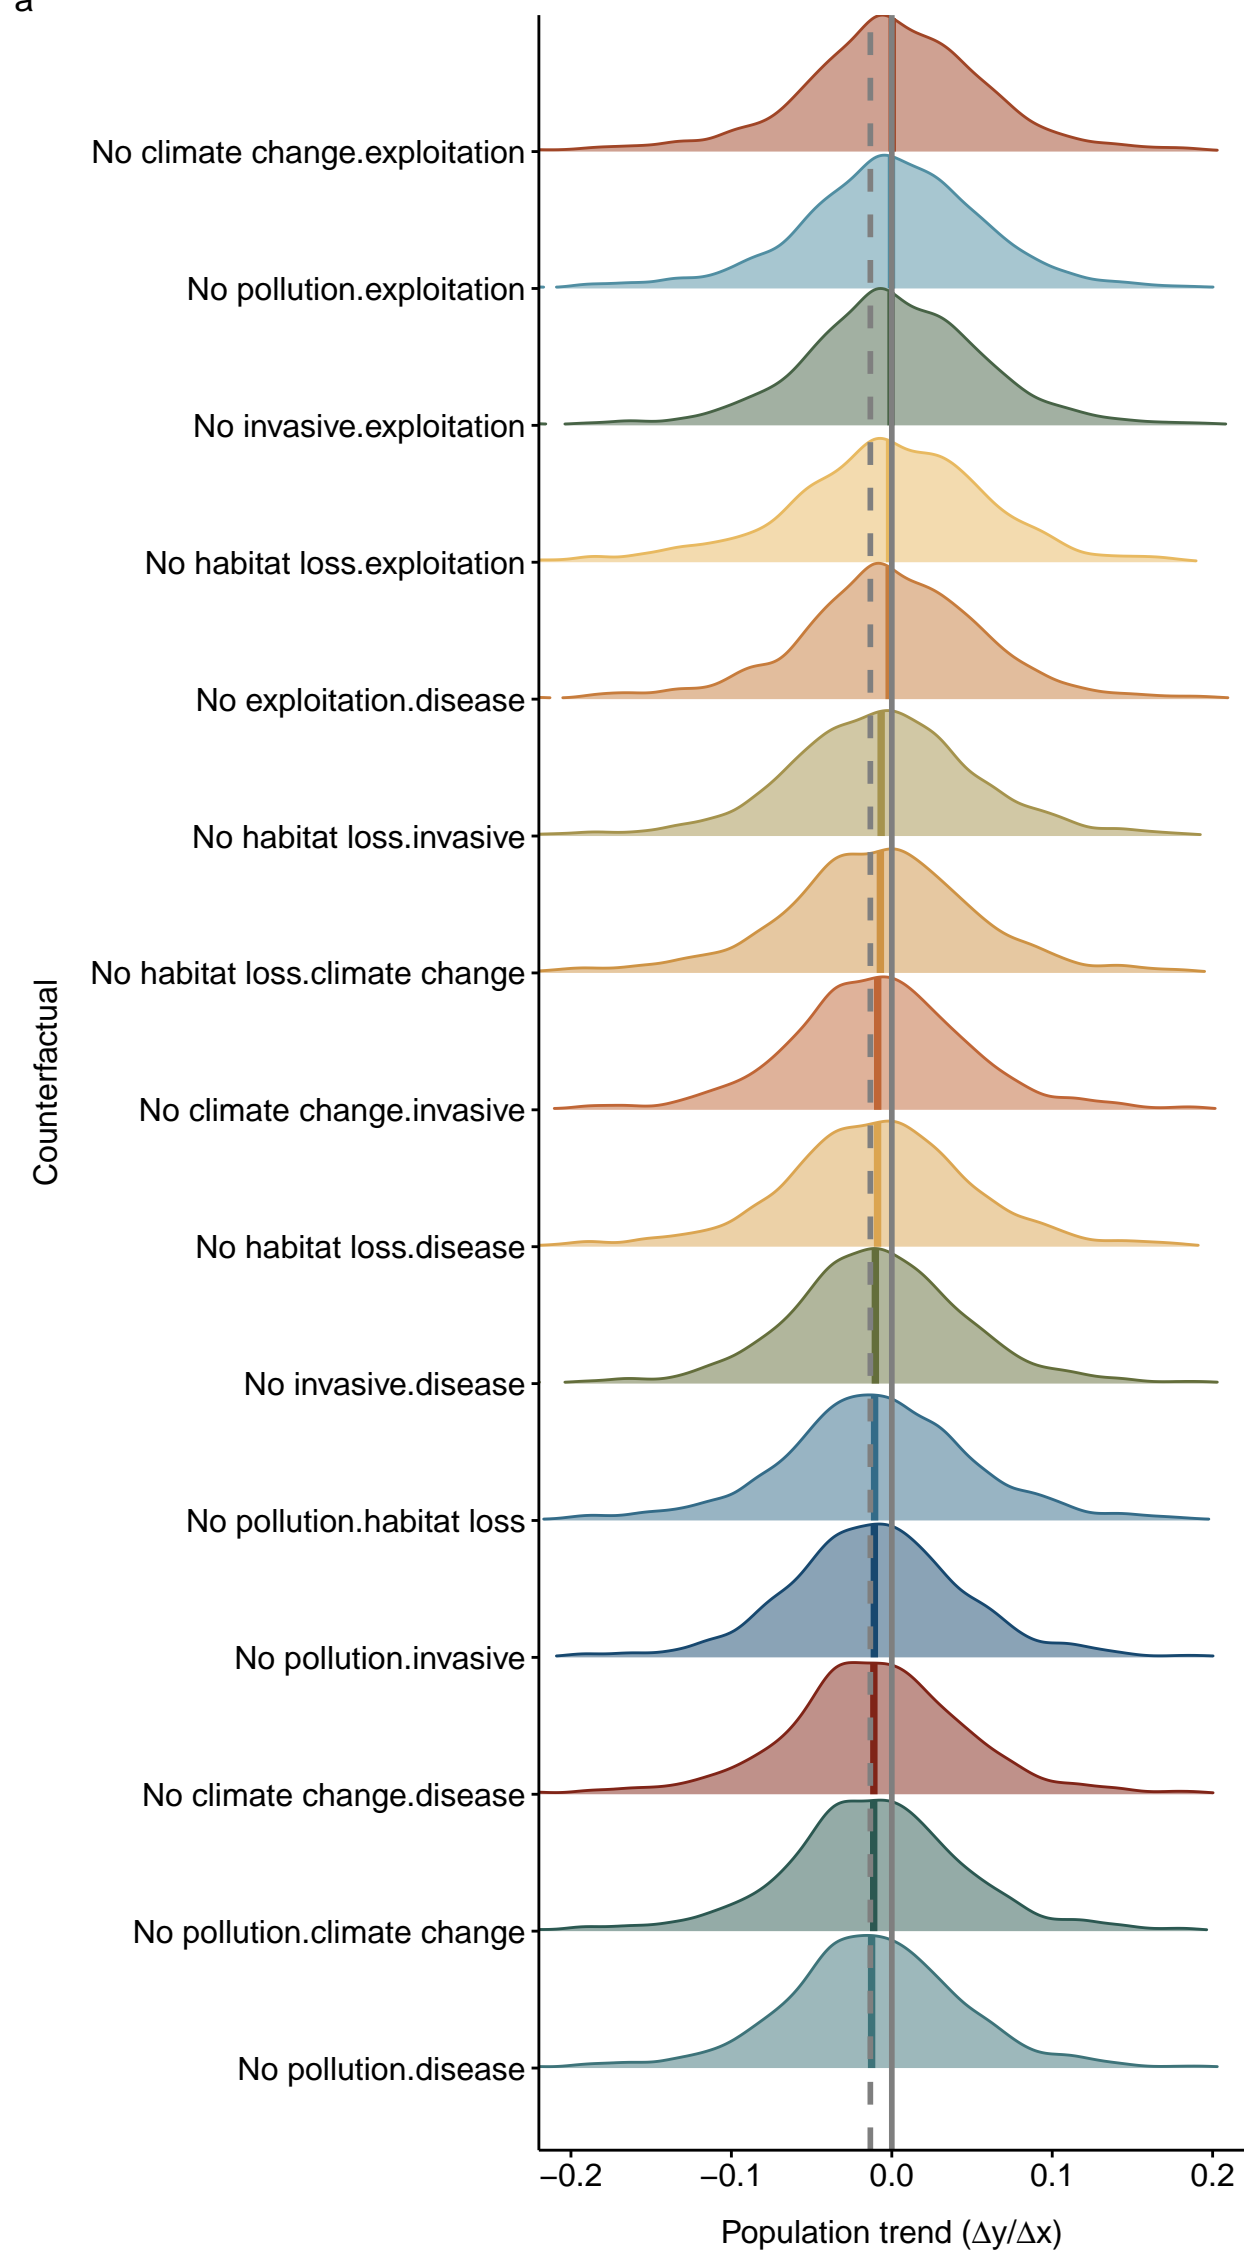 a
No climate change.exploitation
No pollution.exploitation
No invasive.exploitation
No habitat loss.exploitation
No exploitation.disease
No habitat loss.invasive
No habitat loss.climate change
No climate change.invasive
No habitat loss.disease
No invasive.disease
No pollution.habitat loss
No pollution.invasive
No climate change.disease
No pollution.climate change
No pollution.disease
Counterfactual
−0.2 −0.1 0.0 0.1 0.2
Population trend (Δy/Δx)